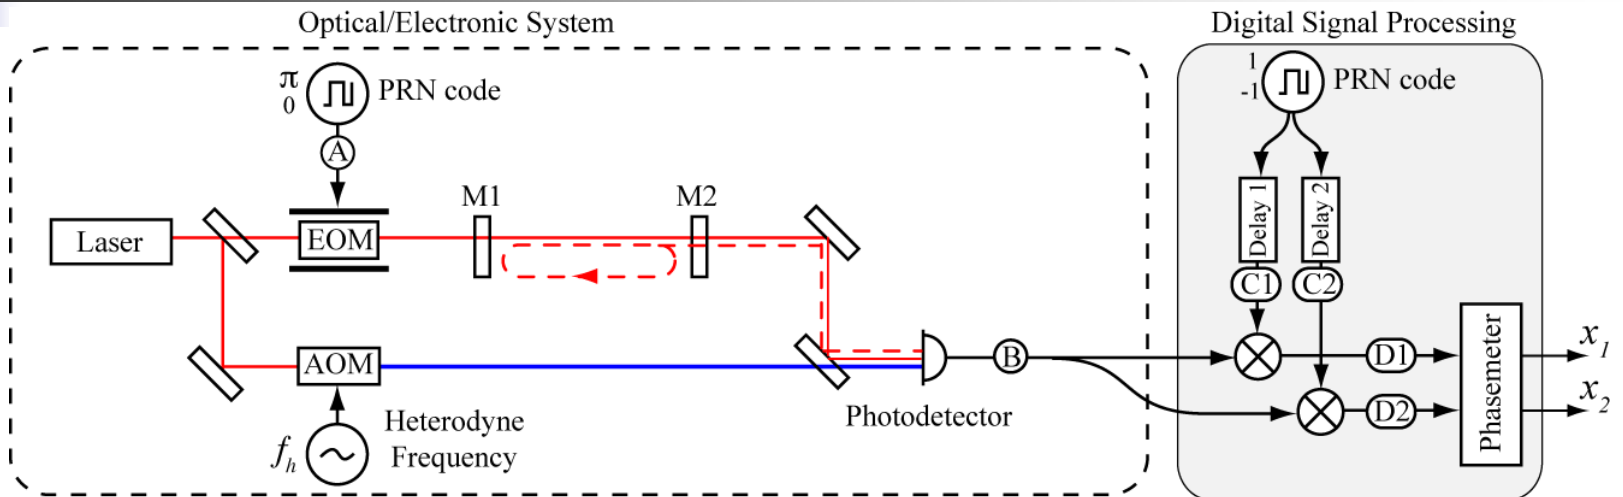 Optical/Electronic System
Digital Signal Processing
π
0
PRN code
A
1
-1
PRN code
M1
M2
Laser
EOM
Delay 1
Delay 2
C1
C2
AOM
B
D1
D2
Phasemeter
x1
x2
Photodetector
Heterodyne
Frequency
fh